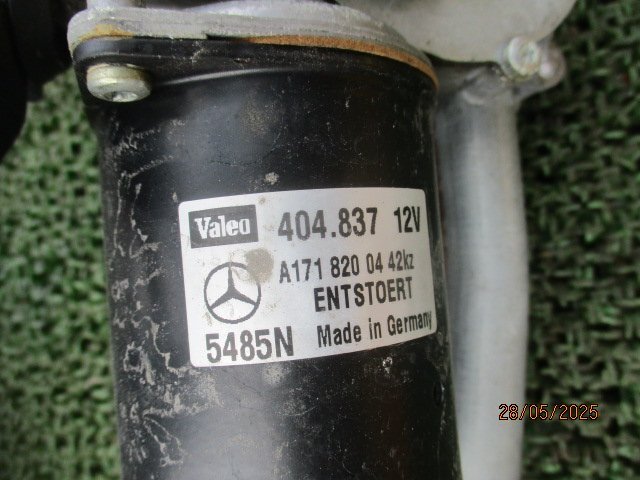 Valeo 404.837 12V
A171 820 04 42kz
ENTSTOERT
5485N Made in Germany
28/05/2025